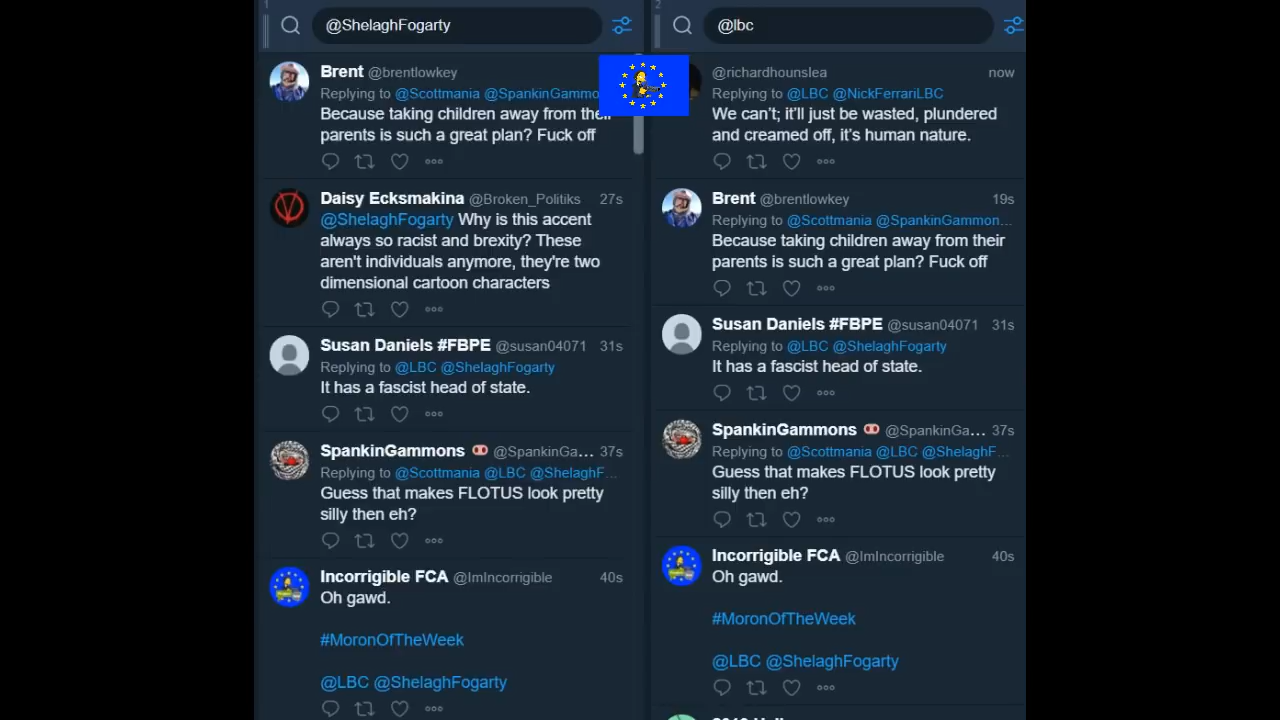 1
@ShelaghFogarty
Brent @brentlowkey
Replying to @Scottmania @SpankinGammo
Because taking children away from their
parents is such a great plan? Fuck off
Daisy Ecksmakina @Broken_Politiks 27s
@ShelaghFogarty Why is this accent
always so racist and brexity? These
aren't individuals anymore, they're two
dimensional cartoon characters
Susan Daniels #FBPE @susan04071 31s
Replying to @LBC @ShelaghFogarty
It has a fascist head of state.
SpankinGammons @SpankinGa... 37s
Replying to @Scottmania @LBC @ShelaghF...
Guess that makes FLOTUS look pretty
silly then eh?
Incorrigible FCA @ImIncorrigible 40s
Oh gawd.
#MoronOfTheWeek
@LBC @ShelaghFogarty
2
@lbc
@richardhounslea now
Replying to @LBC @NickFerrariLBC
We can't; it'll just be wasted, plundered
and creamed off, it's human nature.
Brent @brentlowkey 19s
Replying to @Scottmania @SpankinGammon...
Because taking children away from their
parents is such a great plan? Fuck off
Susan Daniels #FBPE @susan04071 31s
Replying to @LBC @ShelaghFogarty
It has a fascist head of state.
SpankinGammons @SpankinGa... 37s
Replying to @Scottmania @LBC @ShelaghF...
Guess that makes FLOTUS look pretty
silly then eh?
Incorrigible FCA @ImIncorrigible 40s
Oh gawd.
#MoronOfTheWeek
@LBC @ShelaghFogarty